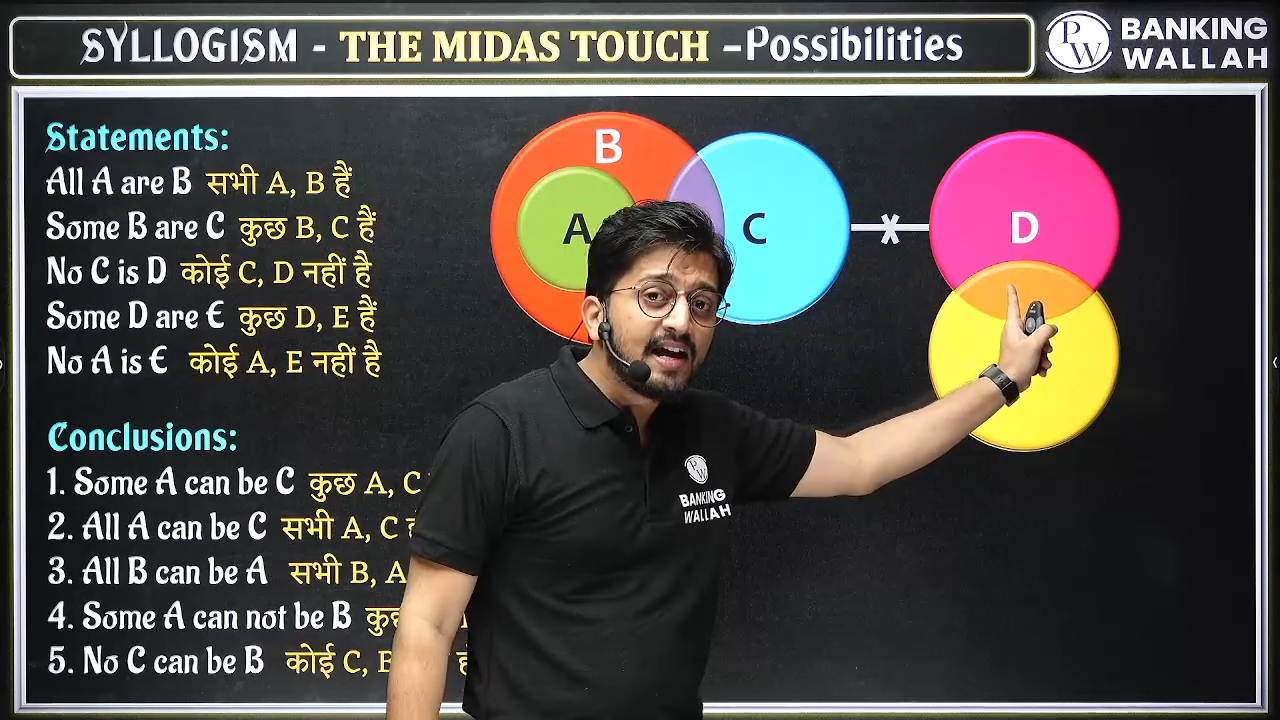 SYLLOGISM - THE MIDAS TOUCH -Possibilities
PW BANKING
WALLAH
Statements:
All A are B सभी A, B हैं
Some B are C कुछ B, C हैं
No C is D कोई C, D नहीं है
Some D are E कुछ D, E हैं
No A is E कोई A, E नहीं है
Conclusions:
1. Some A can be C कुछ A, C
2. All A can be C सभी A, C
3. All B can be A सभी B, A
4. Some A can not be B
5. No C can be B कोई C, B
B
A
C
D
PW
BANKING
WALLAH